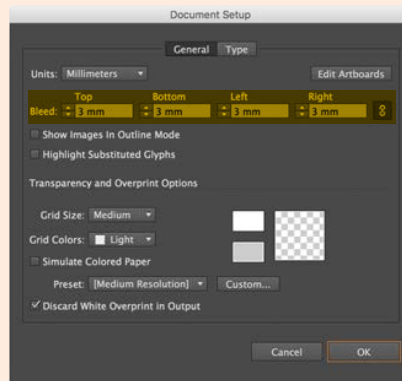 Document Setup
General Type
Units: Millimeters Edit Artboards
Top Bottom Left Right
Bleed: 3 mm 3 mm 3 mm 3 mm
Show Images In Outline Mode
Highlight Substituted Glyphs
Transparency and Overprint Options
Grid Size: Medium
Grid Colors: Light
Simulate Colored Paper
Preset: [Medium Resolution] Custom...
Discard White Overprint in Output
Cancel OK